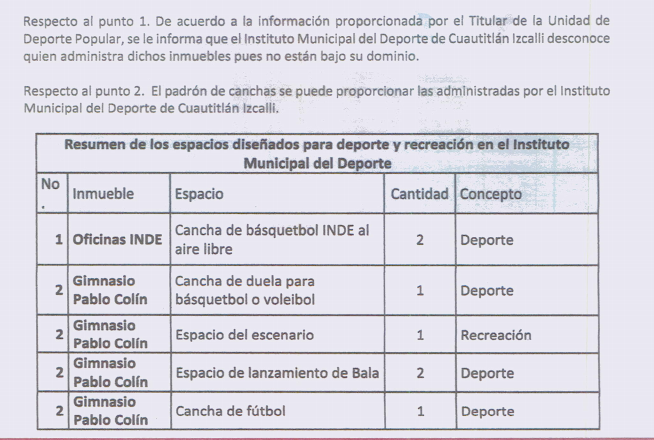 Respecto al punto 1. De acuerdo a la información proporcionada por el Titular de la Unidad de
Deporte Popular, se le informa que el Instituto Municipal del Deporte de Cuautitlán Izcalli desconoce
quien administra dichos inmuebles pues no están bajo su dominio.
Respecto al punto 2. El padrón de canchas se puede proporcionar las administradas por el Instituto
Municipal del Deporte de Cuautitlán Izcalli.
Resumen de los espacios diseñados para deporte y recreación en el Instituto
Municipal del Deporte
No
. Inmueble Espacio Cantidad Concepto
1 Oficinas INDE Cancha de básquetbol INDE al
aire libre 2 Deporte
2 Gimnasio
Pablo Colín Cancha de duela para
básquetbol o voleibol 1 Deporte
2 Gimnasio
Pablo Colín Espacio del escenario 1 Recreación
2 Gimnasio
Pablo Colín Espacio de lanzamiento de Bala 2 Deporte
2 Gimnasio
Pablo Colín Cancha de fútbol 1 Deporte